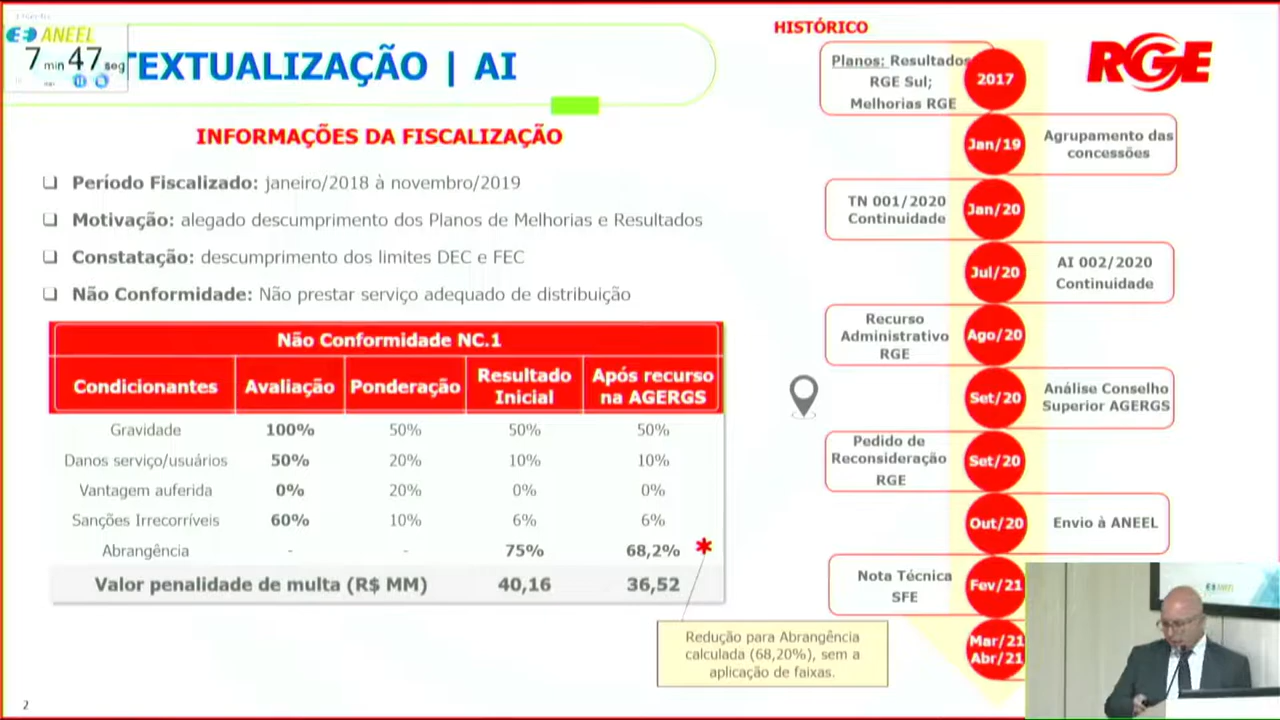 ANEEL
7 min 47 seg
TEXTUALIZAÇÃO | AI
INFORMAÇÕES DA FISCALIZAÇÃO
❑ Período Fiscalizado: janeiro/2018 à novembro/2019
❑ Motivação: alegado descumprimento dos Planos de Melhorias e Resultados
❑ Constatação: descumprimento dos limites DEC e FEC
❑ Não Conformidade: Não prestar serviço adequado de distribuição
Não Conformidade NC.1
Condicionantes Avaliação Ponderação Resultado Inicial Após recurso na AGERGS
Gravidade 100% 50% 50% 50%
Danos serviço/usuários 50% 20% 10% 10%
Vantagem auferida 0% 20% 0% 0%
Sanções Irrecorríveis 60% 10% 6% 6%
Abrangência - - 75% 68,2% *
Valor penalidade de multa (R$ MM) 40,16 36,52
Redução para Abrangência
calculada (68,20%), sem a
aplicação de faixas.
2
HISTÓRICO
RGE
Planos: Resultados
RGE Sul;
Melhorias RGE
2017
Jan/19
Agrupamento das
concessões
TN 001/2020
Continuidade
Jan/20
Jul/20
AI 002/2020
Continuidade
Recurso
Administrativo
RGE
Ago/20
Set/20
Análise Conselho
Superior AGERGS
Pedido de
Reconsideração
RGE
Set/20
Out/20
Envio à ANEEL
Nota Técnica
SFE
Fev/21
Mar/21
Abr/21